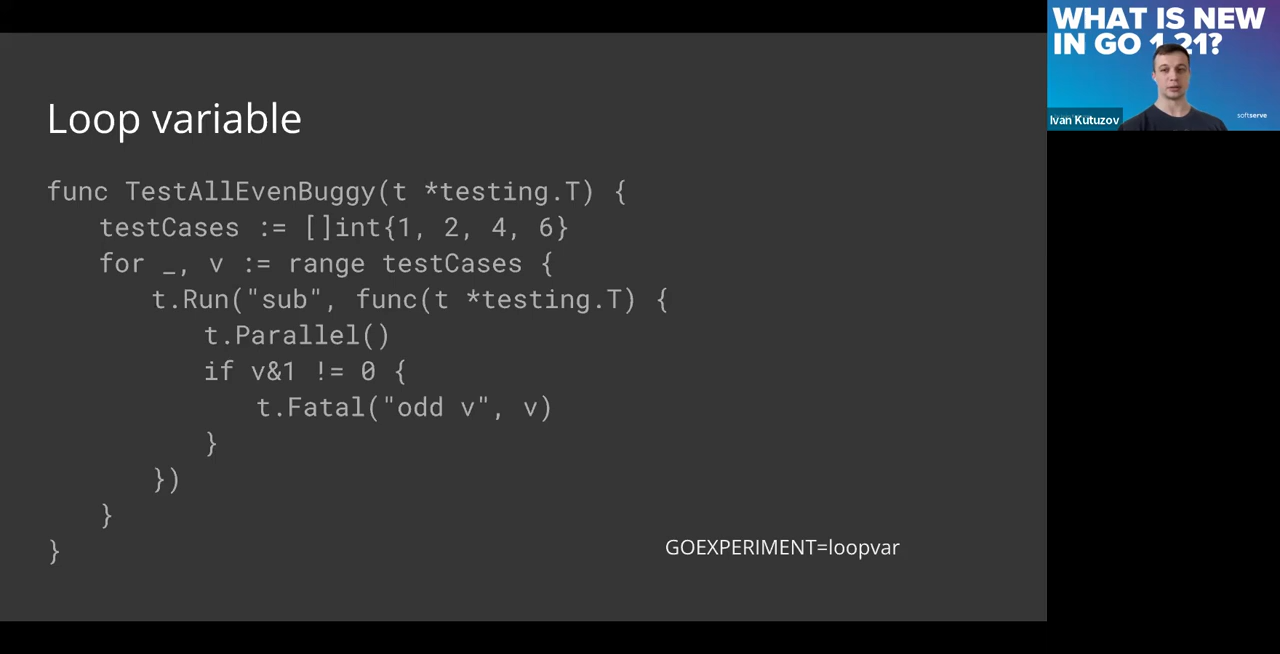 Loop variable
func TestAllEvenBuggy(t *testing.T) {
testCases := []int{1, 2, 4, 6}
for _, v := range testCases {
t.Run("sub", func(t *testing.T) {
t.Parallel()
if v&1 != 0 {
t.Fatal("odd v", v)
}
})
}
}
GOEXPERIMENT=loopvar
WHAT IS NEW
IN GO 1.21?
Ivan Kutuzov
softserve